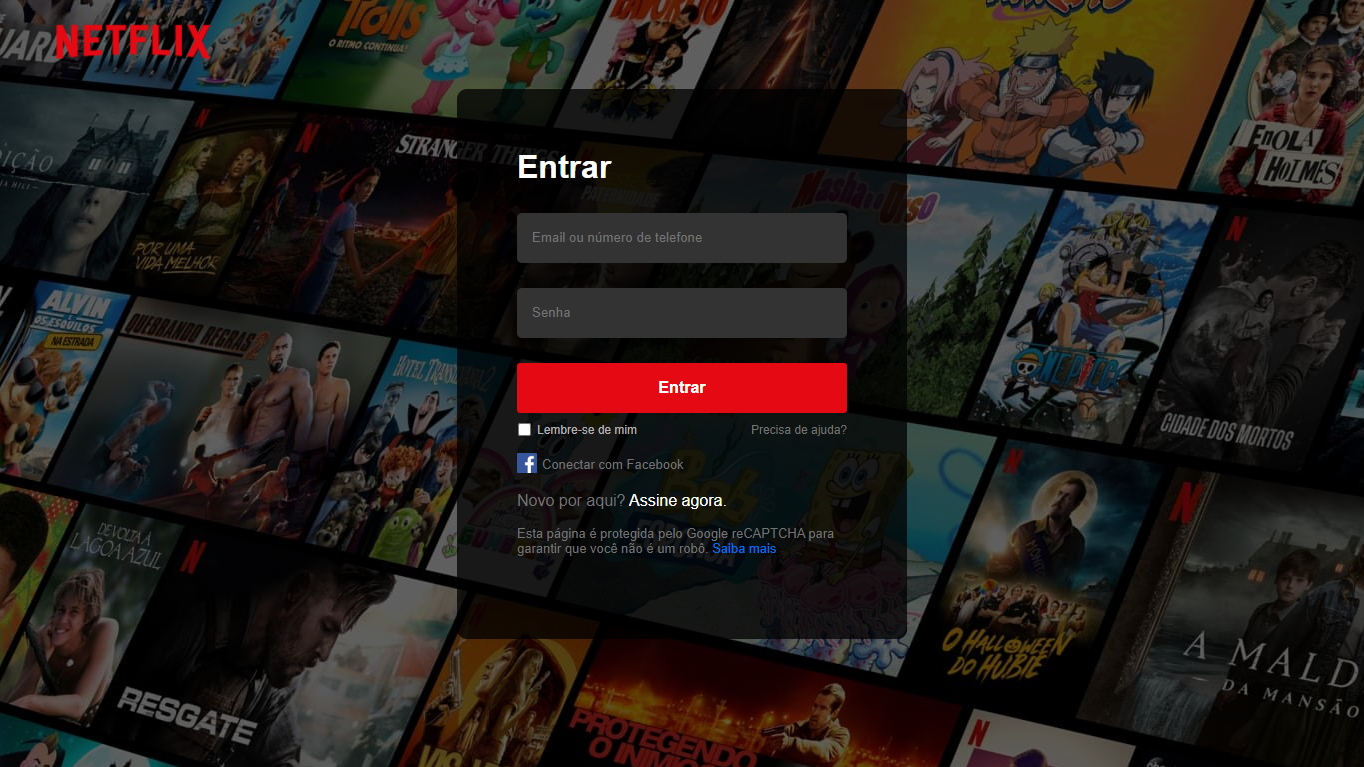 NETFLIX
Trolls
O RITMO CONTINUA!
ENOLA
HOLMES
STRANGER THINGS
POR UMA
VIDA MELHOR
Masha e o Urso
ALVIN
E OS ESQUILOS
NA ESTRADA
QUEBRANDO REGRAS 2
HOTEL TRANSILVÂNIA 2
ONE PIECE
CIDADE DOS MORTOS
Entrar
Email ou número de telefone
Senha
Entrar
Lembre-se de mim
Precisa de ajuda?
Conectar com Facebook
Novo por aqui? Assine agora.
Esta página é protegida pelo Google reCAPTCHA para
garantir que você não é um robô. Saiba mais
DE VOLTA À
LAGOA AZUL
RESGATE
PROTEGENDO
O INIMIGO
O HALLOWEEN
DO HUBIE
A MALD
DA MANSÃO